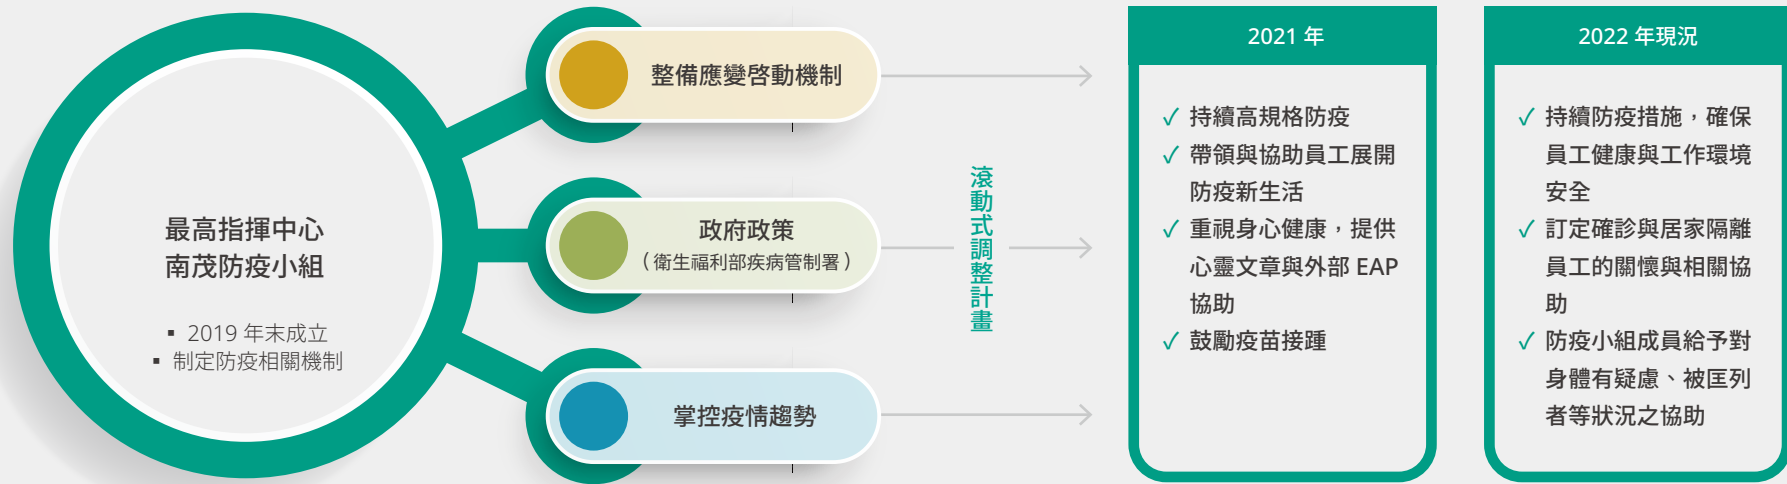 最高指揮中心
南茂防疫小組
▪ 2019 年末成立
▪ 制定防疫相關機制
整備應變啓動機制
政府政策
（衛生福利部疾病管制署）
掌控疫情趨勢
滾動式調整計畫
2021 年
✓ 持續高規格防疫
✓ 帶領與協助員工展開
防疫新生活
✓ 重視身心健康，提供
心靈文章與外部 EAP
協助
✓ 鼓勵疫苗接踵
2022 年現況
✓ 持續防疫措施，確保
員工健康與工作環境
安全
✓ 訂定確診與居家隔離
員工的關懷與相關協
助
✓ 防疫小組成員給予對
身體有疑慮、被匡列
者等狀況之協助